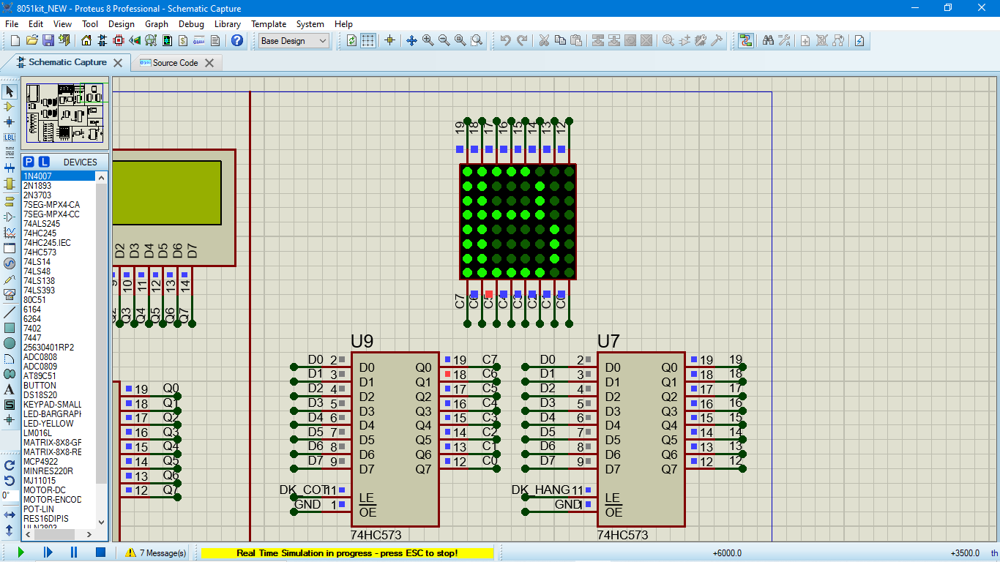 8051kit_NEW - Proteus 8 Professional - Schematic Capture
File Edit View Tool Design Graph Debug Library Template System Help
Base Design
Schematic Capture
Source Code
P L DEVICES
1N4007
2N1893
2N3703
7SEG-MPX4-CA
7SEG-MPX4-CC
74ALS245
74HC245
74HC245.IEC
74HC573
74LS14
74LS48
74LS138
74LS393
80C51
6164
6264
7402
7447
25630401RP2
ADC0808
ADC0809
AT89C51
BUTTON
DS18S20
KEYPAD-SMALL
LED-BARGRAPH
LED-YELLOW
LM016L
MATRIX-8X8-GF
MATRIX-8X8-RE
MCP4922
MINRES220R
MJ11015
MOTOR-DC
MOTOR-ENCOD
POT-LIN
RES16DIPIS
ULN2803
0°
D2 D3 D4 D5 D6 D7
9 10 11 12 13 14
Q2 Q3 Q4 Q5 Q6 Q7
19 Q0
18 Q1
17 Q2
16 Q3
15 Q4
14 Q5
13 Q6
12 Q7
19 18 17 16 15 14 13 12
C7 C6 C5 C4 C3 C2 C1 C0
U9
D0 2 D0 Q0 19 C7
D1 3 D1 Q1 18 C6
D2 4 D2 Q2 17 C5
D3 5 D3 Q3 16 C4
D4 6 D4 Q4 15 C3
D5 7 D5 Q5 14 C2
D6 8 D6 Q6 13 C1
D7 9 D7 Q7 12 C0
DK_COT 11 LE
GND 1 OE
74HC573
U7
D0 2 D0 Q0 19 19
D1 3 D1 Q1 18 18
D2 4 D2 Q2 17 17
D3 5 D3 Q3 16 16
D4 6 D4 Q4 15 15
D5 7 D5 Q5 14 14
D6 8 D6 Q6 13 13
D7 9 D7 Q7 12 12
DK_HANG 11 LE
GND 1 OE
74HC573
7 Message(s)
Real Time Simulation in progress - press ESC to stop!
+6000.0
+3500.0 th